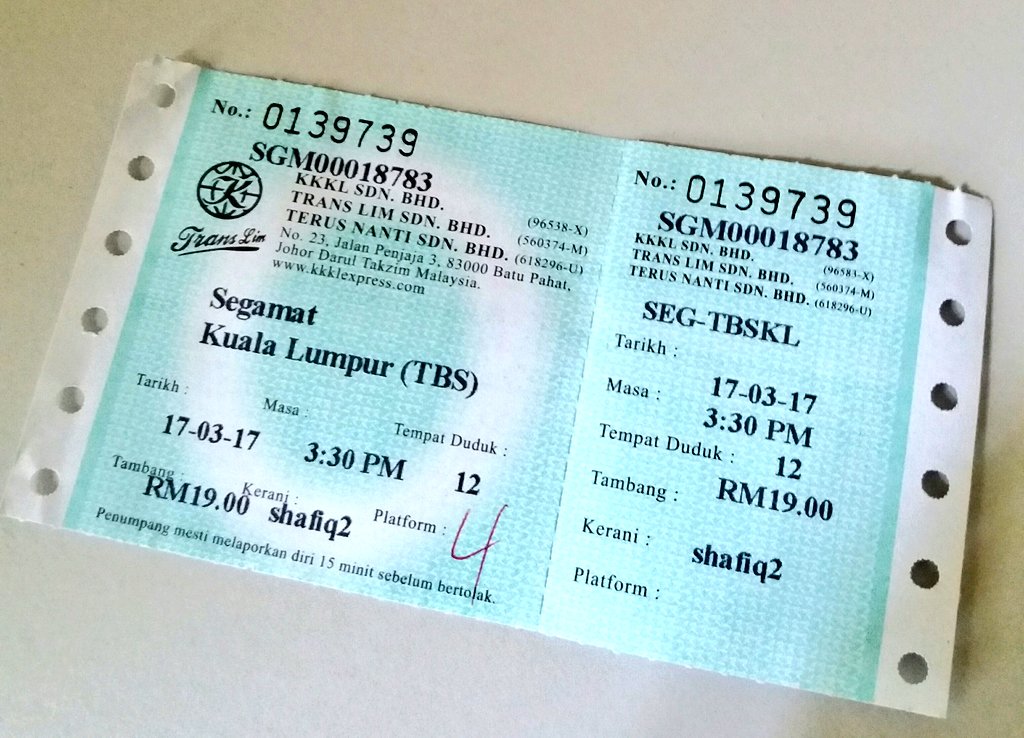 No.: 0139739
SGM00018783
KKKL SDN. BHD. (96538-X)
TRANS LIM SDN. BHD. (560374-M)
TERUS NANTI SDN. BHD. (618296-U)
No. 23, Jalan Penjaja 3, 83000 Batu Pahat,
Johor Darul Takzim Malaysia.
www.kkklexpress.com
K
Trans Lim
Segamat
Kuala Lumpur (TBS)
Tarikh : Masa : Tempat Duduk :
17-03-17 3:30 PM 12
Tambang : Kerani : Platform : 4
RM19.00 shafiq2
Penumpang mesti melaporkan diri 15 minit sebelum bertolak.
No.: 0139739
SGM00018783
KKKL SDN. BHD. (96583-X)
TRANS LIM SDN. BHD. (560374-M)
TERUS NANTI SDN. BHD. (618296-U)
SEG-TBSKL
Tarikh :
17-03-17
Masa :
3:30 PM
Tempat Duduk : 12
Tambang : RM19.00
Kerani :
shafiq2
Platform :